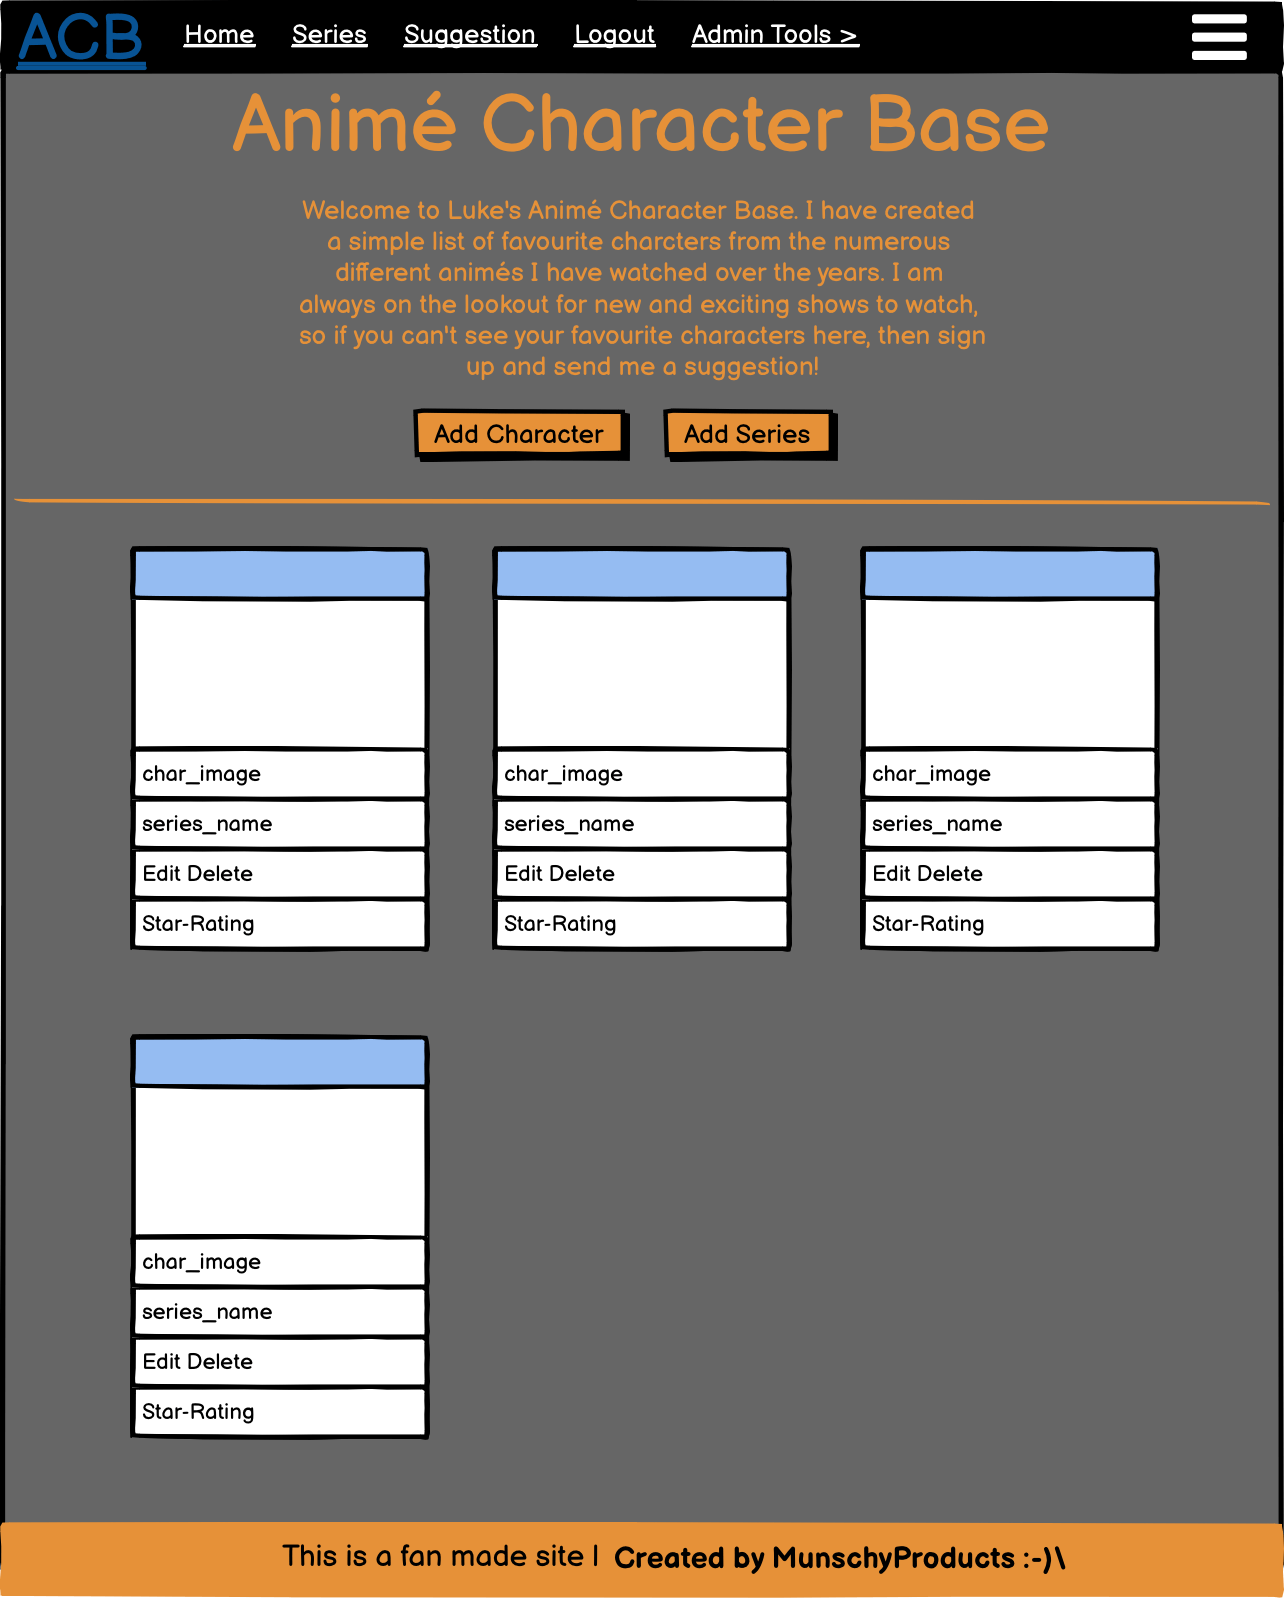 ACB Home Series Suggestion Logout Admin Tools >
Animé Character Base
Welcome to Luke's Animé Character Base. I have created
a simple list of favourite charcters from the numerous
different animés I have watched over the years. I am
always on the lookout for new and exciting shows to watch,
so if you can't see your favourite characters here, then sign
up and send me a suggestion!
Add Character Add Series
char_image char_image char_image
series_name series_name series_name
Edit Delete Edit Delete Edit Delete
Star-Rating Star-Rating Star-Rating
char_image
series_name
Edit Delete
Star-Rating
This is a fan made site | Created by MunschyProducts :-)\